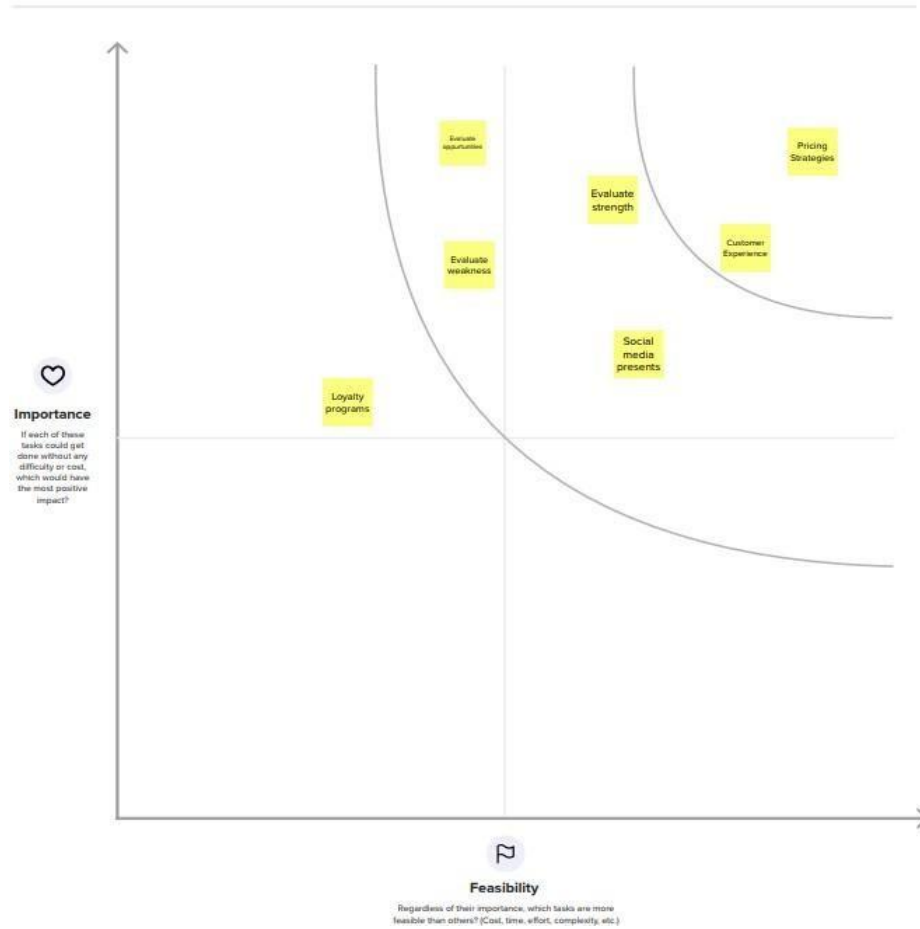 Evaluate
oppurtunities
Pricing
Strategies
Evaluate
strength
Customer
Experience
Evaluate
weakness
Social
media
presents
Loyalty
programs
Importance
If each of these
tasks could get
done without any
difficulty or cost,
which would have
the most positive
impact?
Feasibility
Regardless of their importance, which tasks are more
feasible than others? (Cost, time, effort, complexity, etc.)